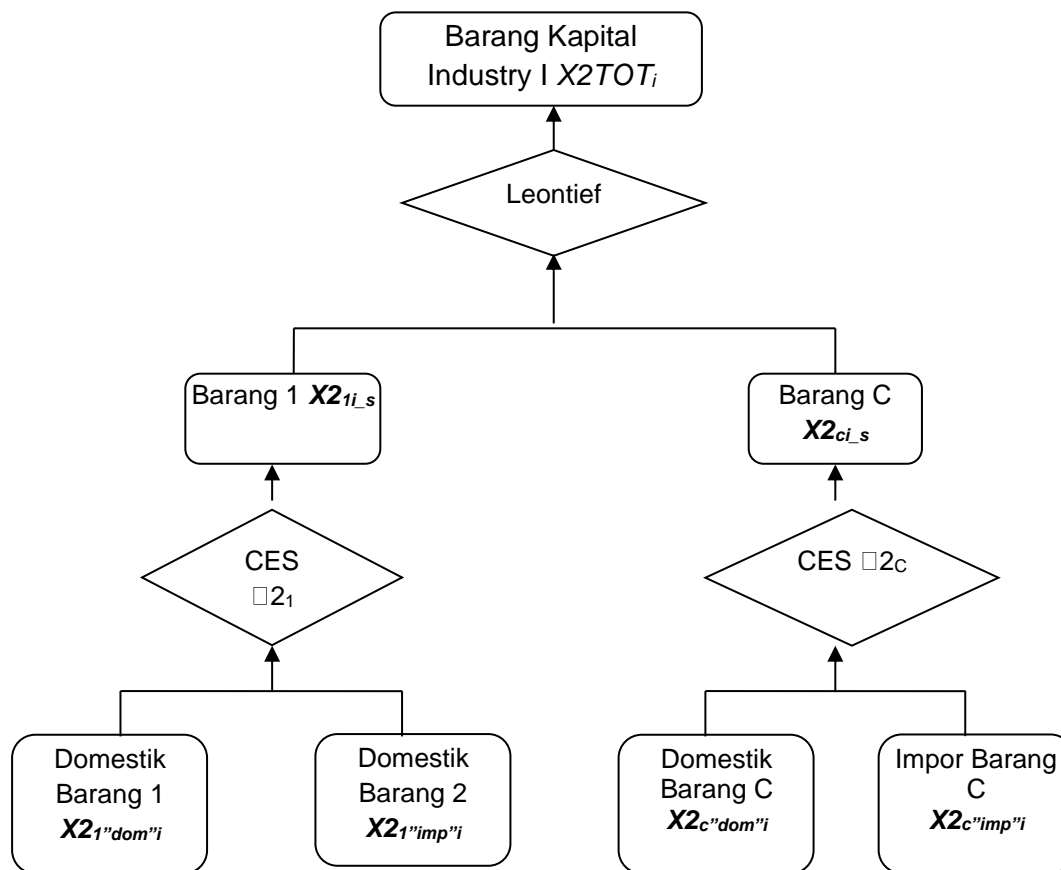 Barang Kapital
Industry I X2TOTi
Leontief
Barang 1 X21i_s
Barang C
X2ci_s
CES
□21
CES □2C
Domestik
Barang 1
X21”dom”i
Domestik
Barang 2
X21”imp”i
Domestik
Barang C
X2c”dom”i
Impor Barang
C
X2c”imp”i